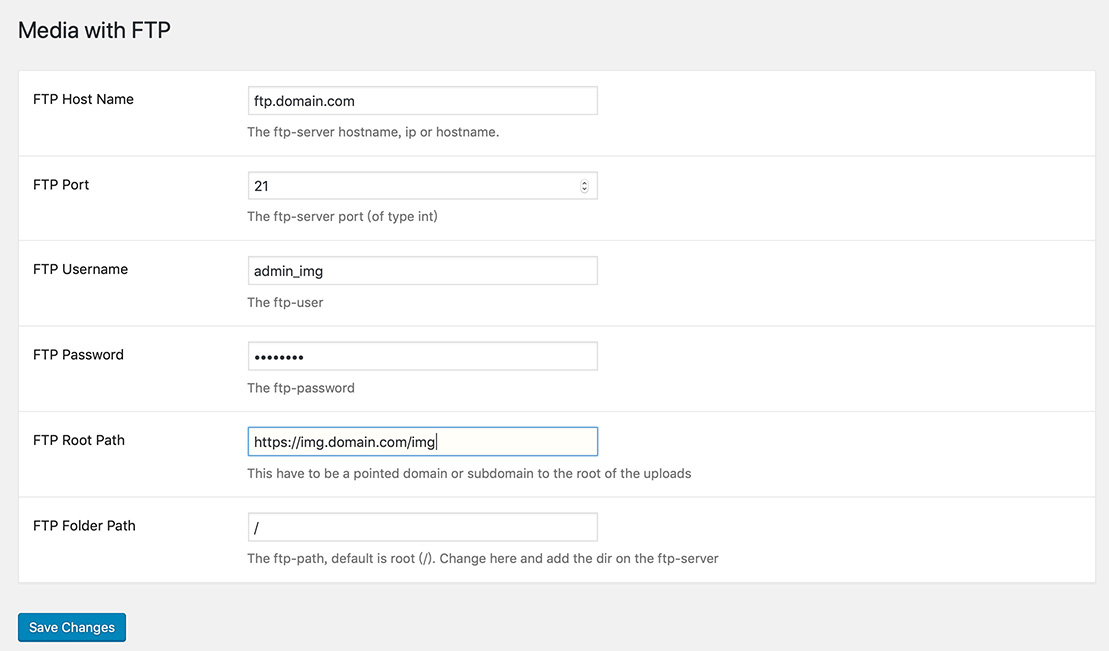 Media with FTP
FTP Host Name
ftp.domain.com
The ftp-server hostname, ip or hostname.
FTP Port
21
The ftp-server port (of type int)
FTP Username
admin_img
The ftp-user
FTP Password
••••••••
The ftp-password
FTP Root Path
https://img.domain.com/img
This have to be a pointed domain or subdomain to the root of the uploads
FTP Folder Path
/
The ftp-path, default is root (/). Change here and add the dir on the ftp-server
Save Changes